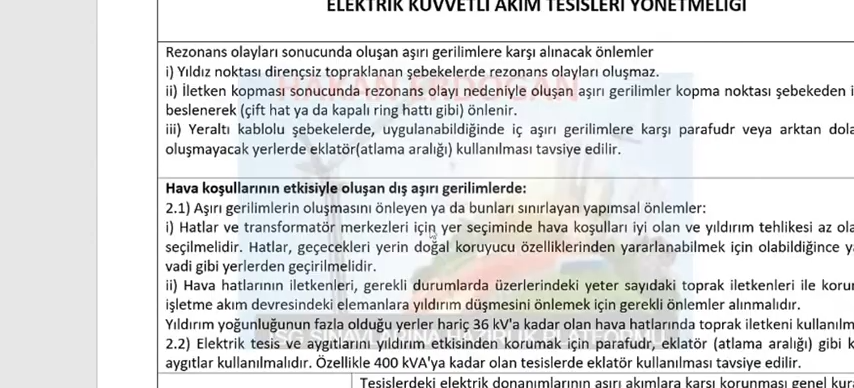 ELEKTRİK KUVVETLİ AKIM TESİSLERİ YÖNETMELİĞİ
HAKAN ERDOĞAN
Rezonans olayları sonucunda oluşan aşırı gerilimlere karşı alınacak önlemler
i) Yıldız noktası dirençsiz topraklanan şebekelerde rezonans olayları oluşmaz.
ii) İletken kopması sonucunda rezonans olayı nedeniyle oluşan aşırı gerilimler kopma noktası şebekeden i
beslenerek (çift hat ya da kapalı ring hattı gibi) önlenir.
iii) Yeraltı kablolu şebekelerde, uygulanabildiğinde iç aşırı gerilimlere karşı parafudr veya arktan dola
oluşmayacak yerlerde eklatör(atlama aralığı) kullanılması tavsiye edilir.
Hava koşullarının etkisiyle oluşan dış aşırı gerilimlerde:
2.1) Aşırı gerilimlerin oluşmasını önleyen ya da bunları sınırlayan yapımsal önlemler:
i) Hatlar ve transformatör merkezleri için yer seçiminde hava koşulları iyi olan ve yıldırım tehlikesi az ola
seçilmelidir. Hatlar, geçecekleri yerin doğal koruyucu özelliklerinden yararlanabilmek için olabildiğince ya
vadi gibi yerlerden geçirilmelidir.
ii) Hava hatlarının iletkenleri, gerekli durumlarda üzerlerindeki yeter sayıdaki toprak iletkenleri ile korun
işletme akım devresindeki elemanlara yıldırım düşmesini önlemek için gerekli önlemler alınmalıdır.
Yıldırım yoğunluğunun fazla olduğu yerler hariç 36 kV'a kadar olan hava hatlarında toprak iletkeni kullanılm
İSG SINAVLARINA HAZIRLIK PLATFORMU
2.2) Elektrik tesis ve aygıtlarını yıldırım etkisinden korumak için parafudr, eklatör (atlama aralığı) gibi k
aygıtlar kullanılmalıdır. Özellikle 400 kVA'ya kadar olan tesislerde eklatör kullanılması tavsiye edilir.
Tesislerdeki elektrik donanımlarının aşırı akımlara karşı korunması genel kura